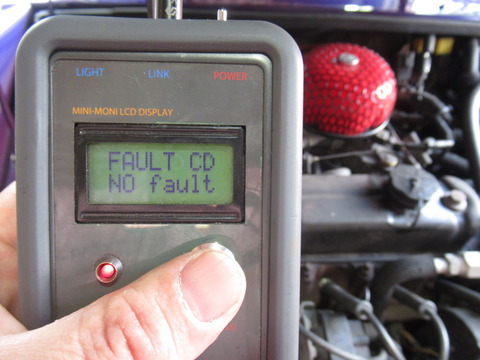 LIGHT LINK POWER
MINI-MONI LCD DISPLAY
FAULT CD
NO fault